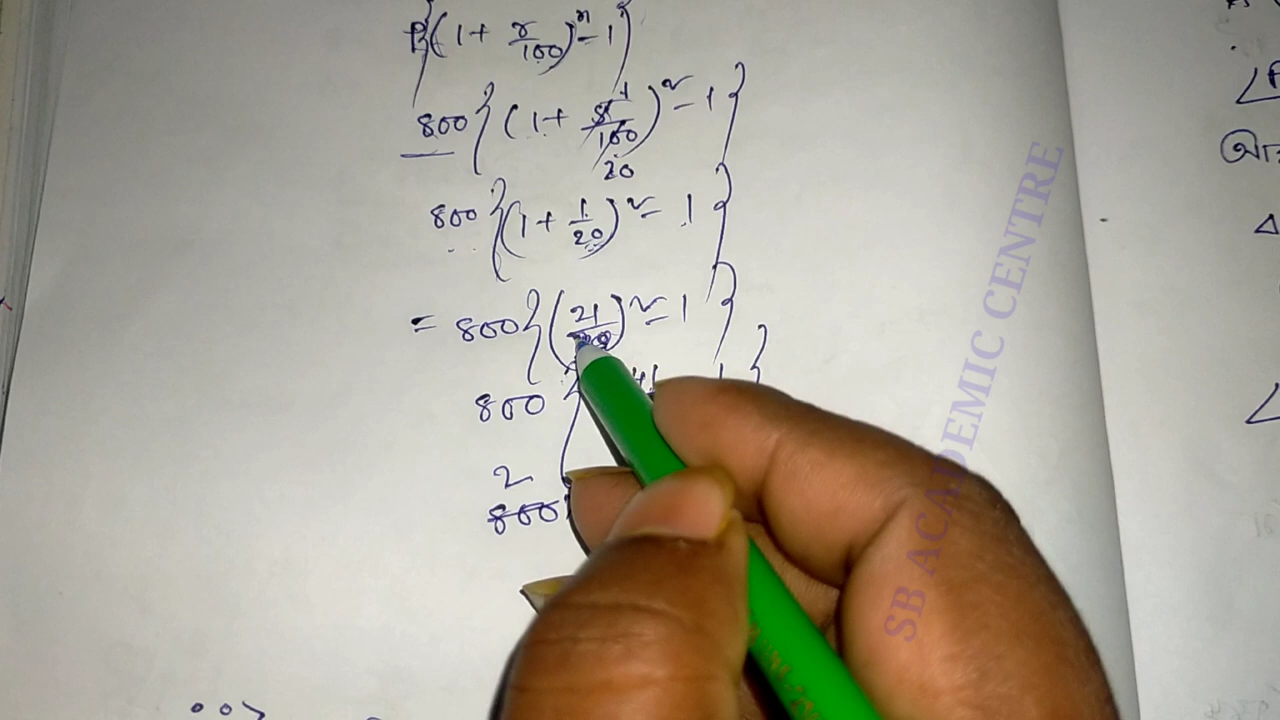 P{(1 + r/100)ⁿ - 1}
800 {(1 + 5/100)² - 1}
1
20
800 {(1 + 1/20)² - 1}
= 800 {(21/20)² - 1}
800 {
2
800
SB ACADEMIC CENTRE